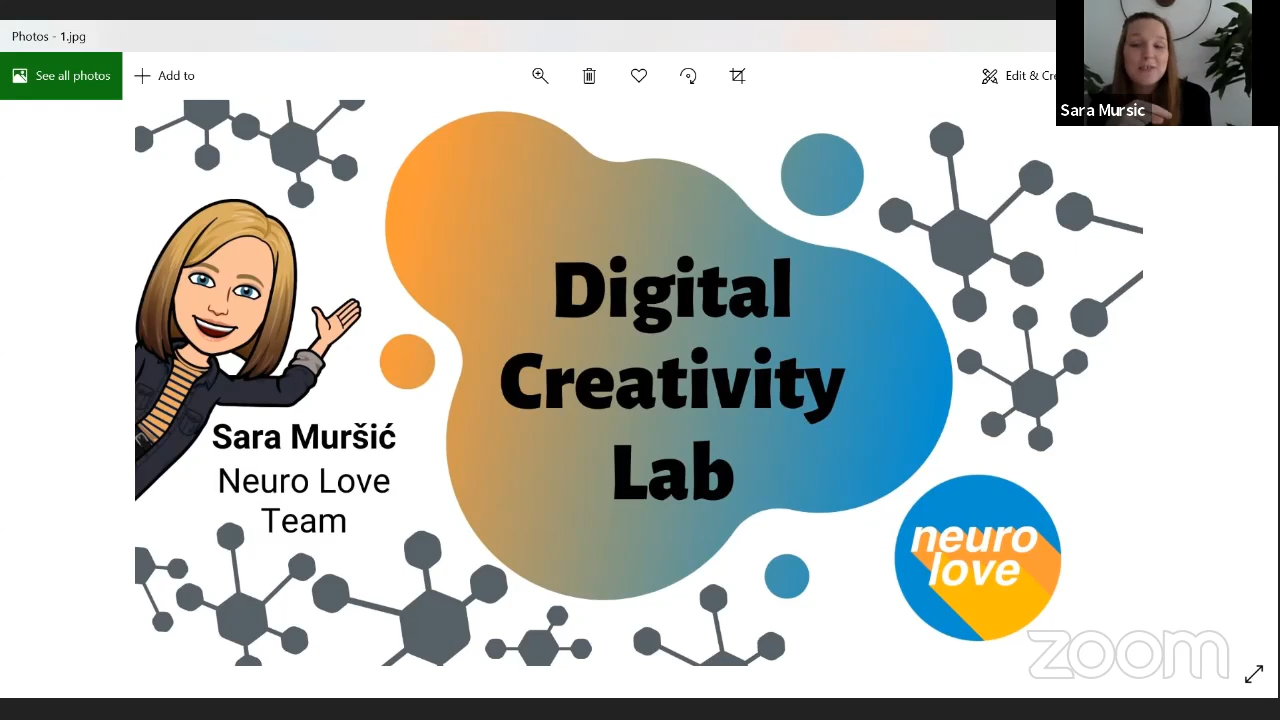 Photos - 1.jpg
See all photos
Add to
Edit & Cre
Sara Mursic
Digital
Creativity
Lab
Sara Muršić
Neuro Love
Team
neuro
love
zoom